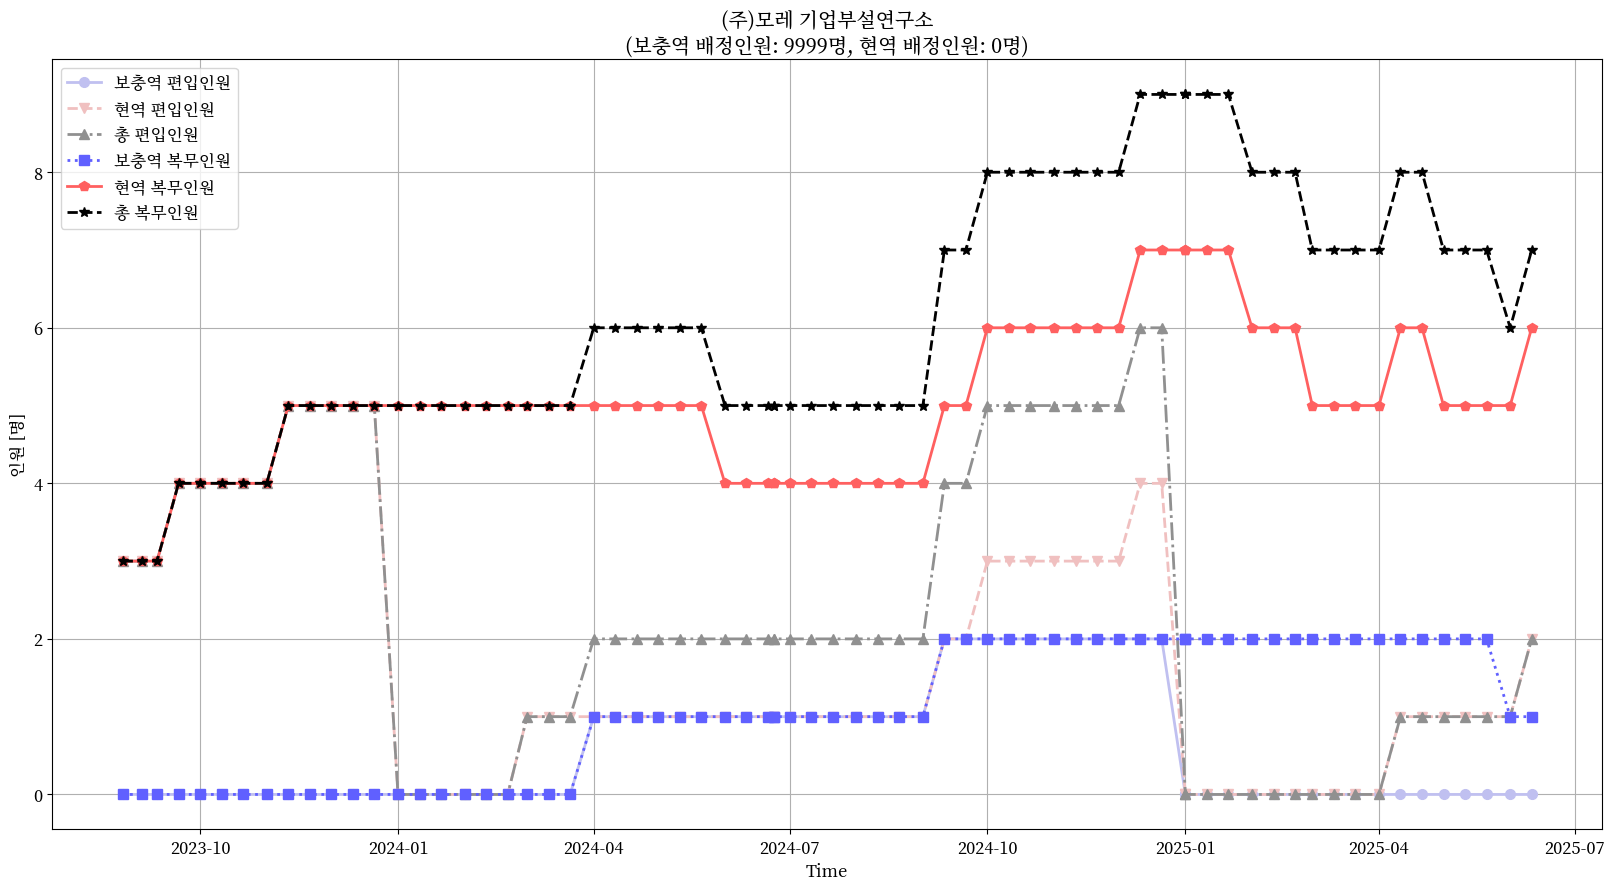 (주)모레 기업부설연구소
(보충역 배정인원: 9999명, 현역 배정인원: 0명)
보충역 편입인원
현역 편입인원
총 편입인원
보충역 복무인원
현역 복무인원
총 복무인원
인원 [명]
8
6
4
2
0
2023-10
2024-01
2024-04
2024-07
2024-10
2025-01
2025-04
2025-07
Time